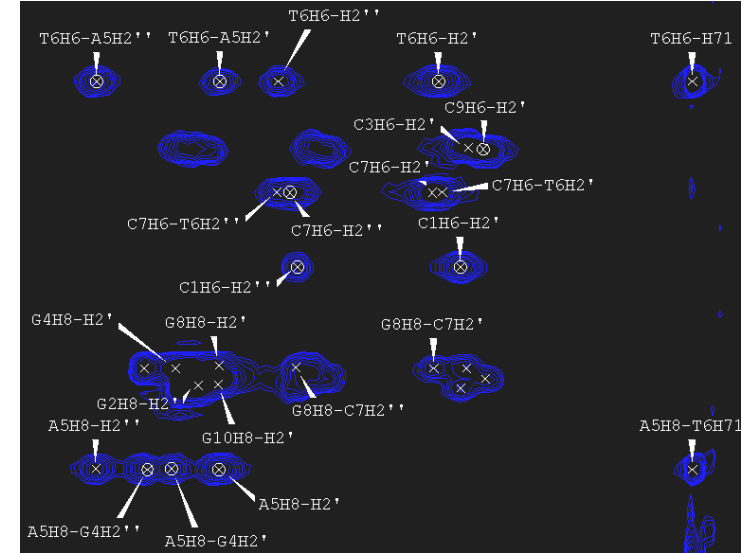 T6H6-H2''
T6H6-A5H2'' T6H6-A5H2' T6H6-H2' T6H6-H71
C9H6-H2'
C3H6-H2'
C7H6-H2'
C7H6-T6H2'
C7H6-T6H2'' C7H6-H2'' C1H6-H2'
C1H6-H2''
G4H8-H2' G8H8-H2' G8H8-C7H2'
G2H8-H2' G8H8-C7H2''
A5H8-H2'' G10H8-H2' A5H8-T6H71
A5H8-H2'
A5H8-G4H2'' A5H8-G4H2'